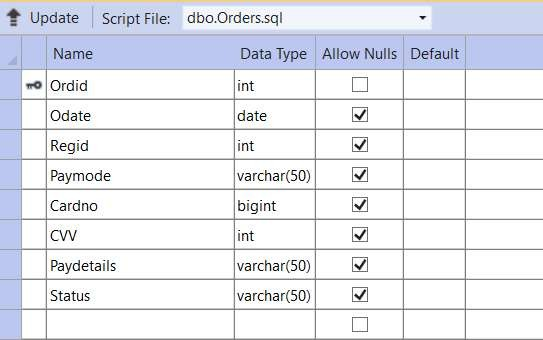 Update Script File: dbo.Orders.sql
Name Data Type Allow Nulls Default
Ordid int
Odate date
Regid int
Paymode varchar(50)
Cardno bigint
CVV int
Paydetails varchar(50)
Status varchar(50)